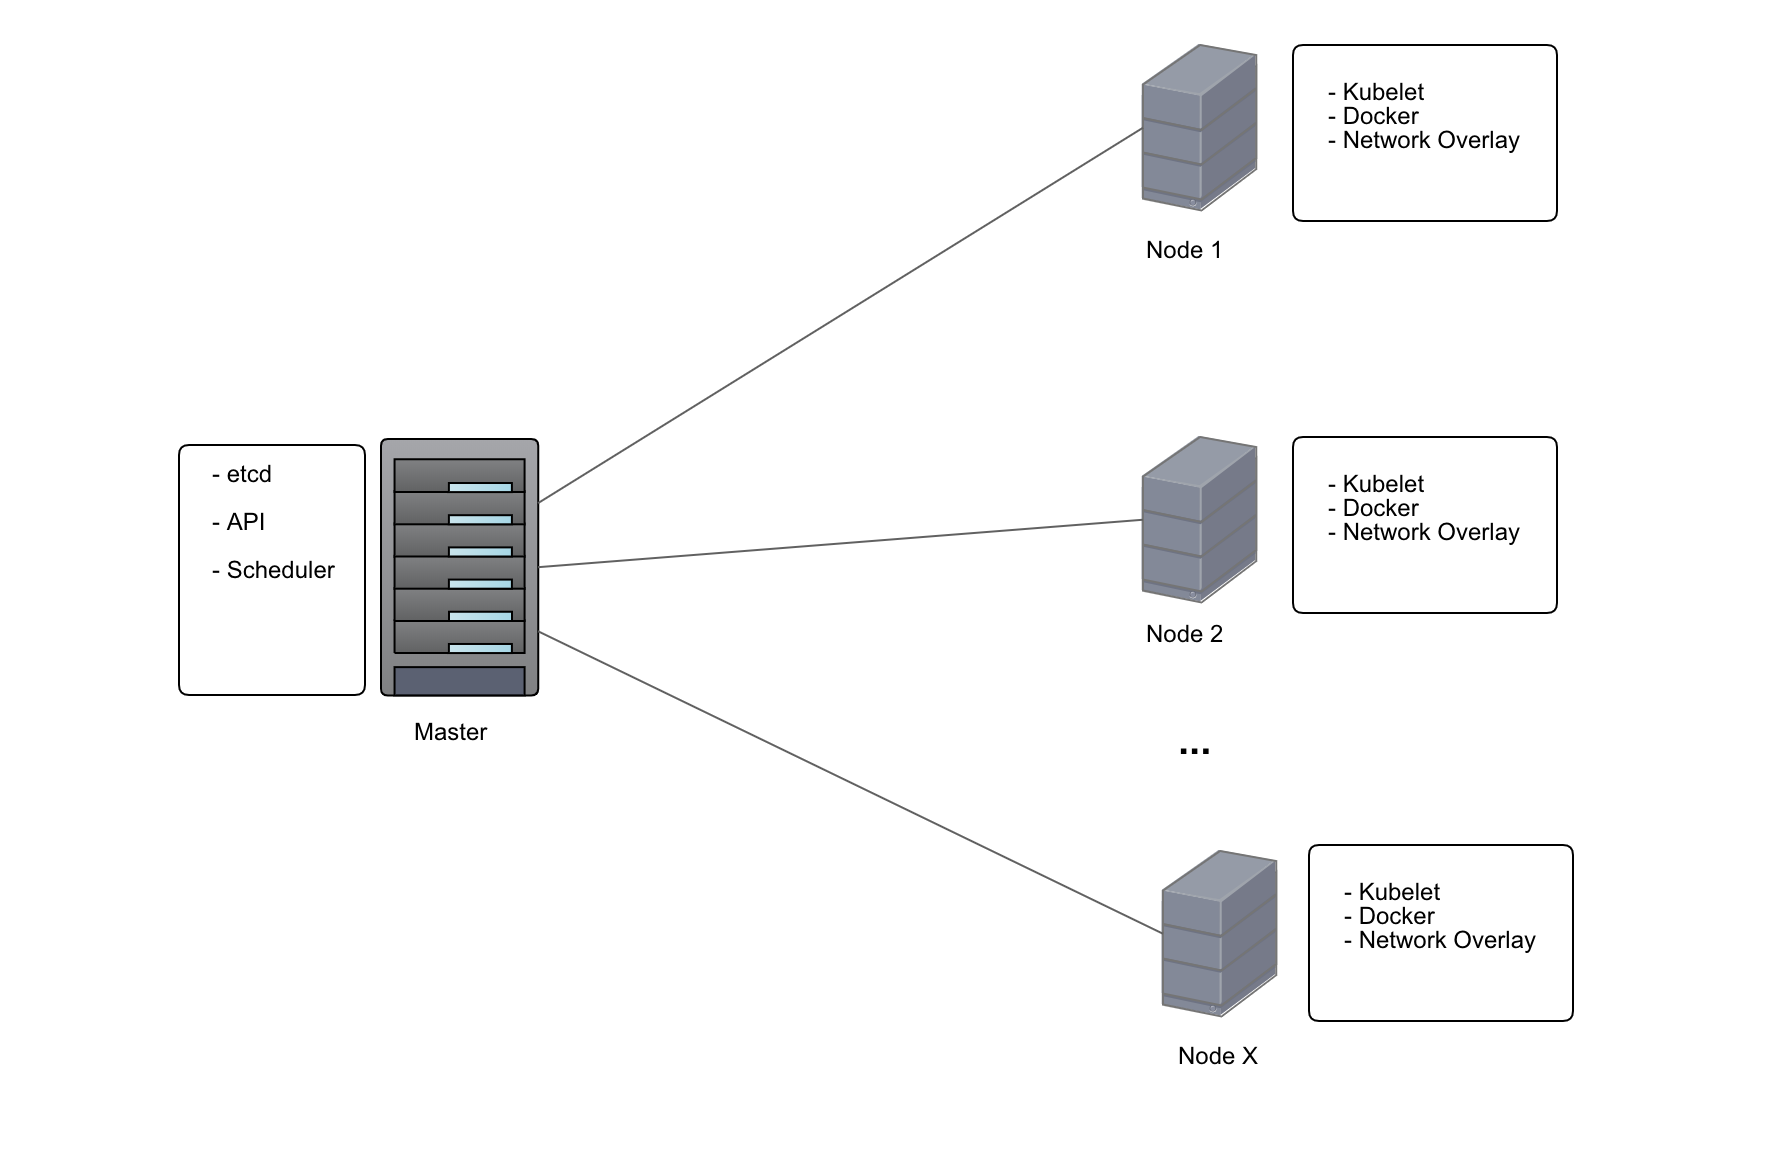 - Kubelet
- Docker
- Network Overlay
Node 1
- etcd
- API
- Scheduler
Master
- Kubelet
- Docker
- Network Overlay
Node 2
...
- Kubelet
- Docker
- Network Overlay
Node X